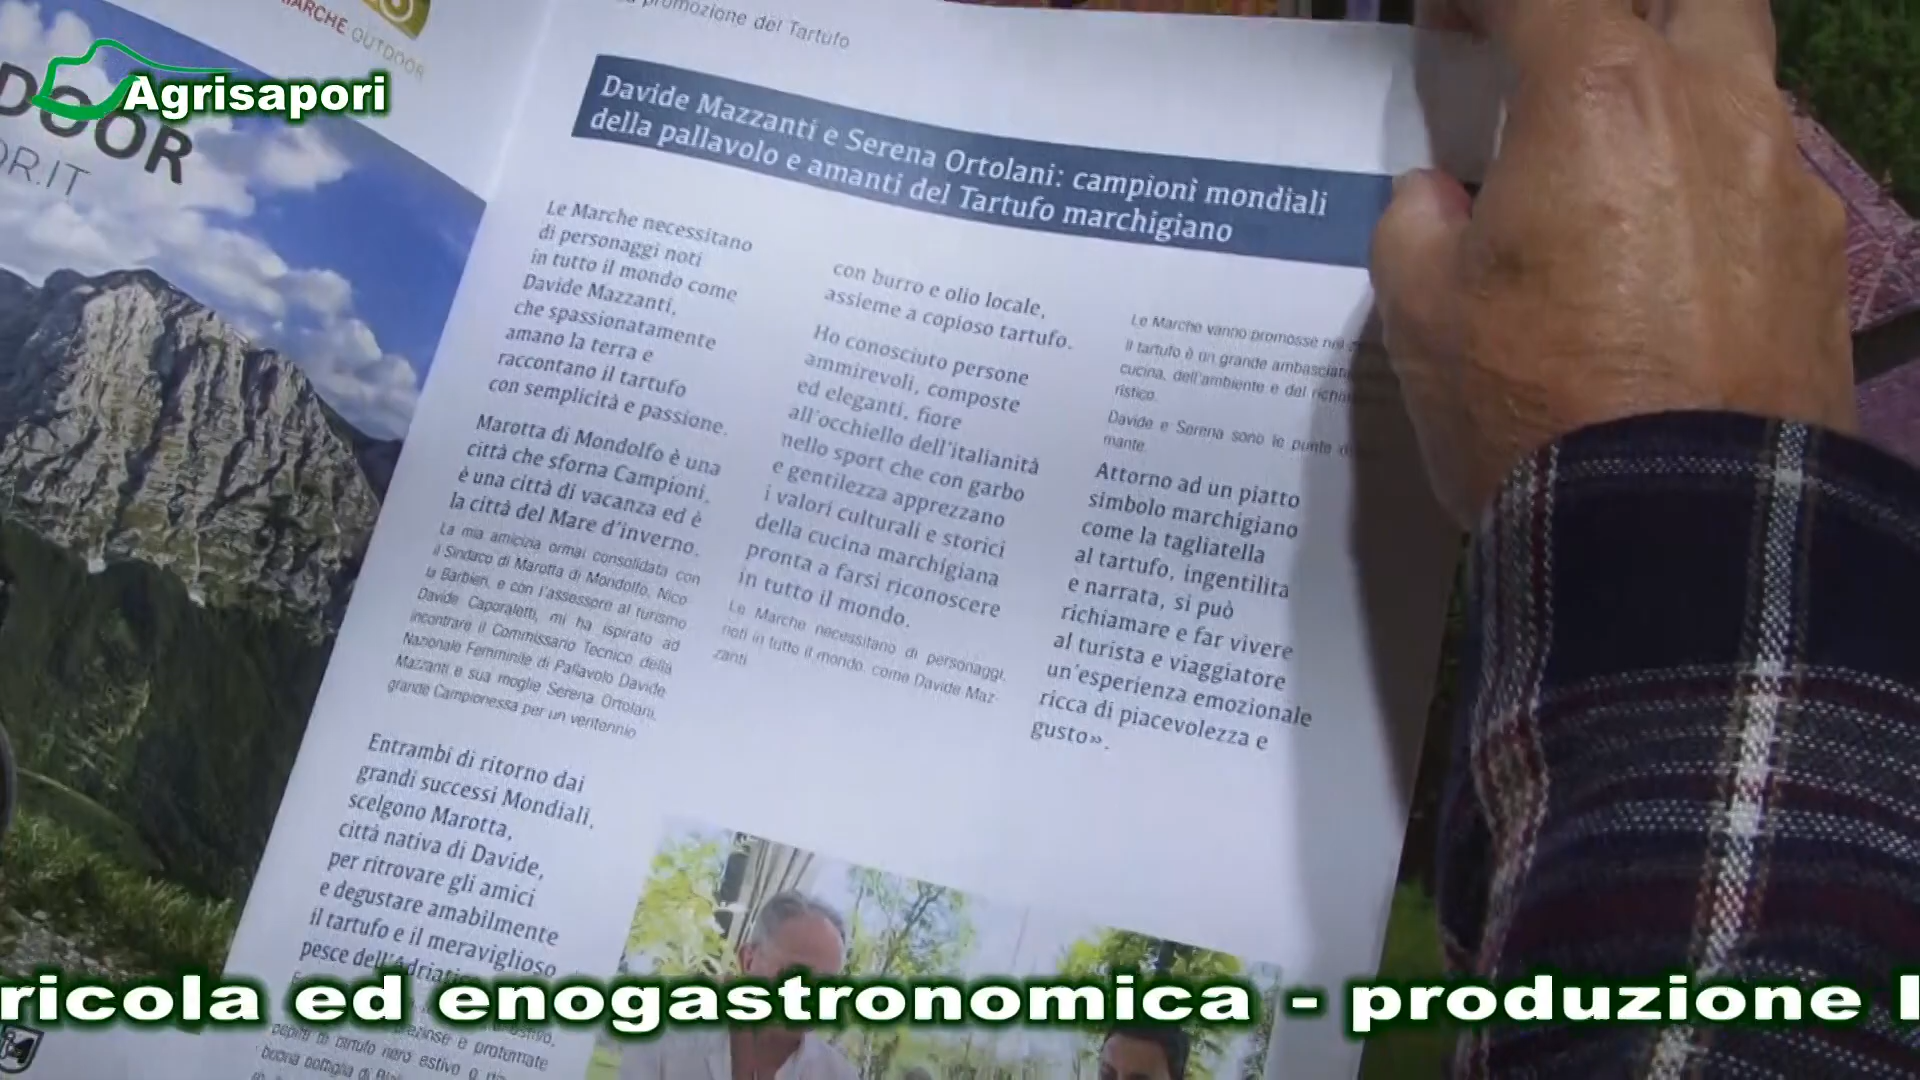 MARCHE OUTDOOR
Agrisapori
DOOR
OR.IT
promozione del Tartufo
Davide Mazzanti e Serena Ortolani: campioni mondiali
della pallavolo e amanti del Tartufo marchigiano
Le Marche necessitano
di personaggi noti
in tutto il mondo come
Davide Mazzanti,
che spassionatamente
amano la terra e
raccontano il tartufo
con semplicità e passione.
Marotta di Mondolfo è una
città che sforna Campioni,
è una città di vacanza ed è
la città del Mare d'inverno.
La mia amicizia ormai consolidata con
il Sindaco di Marotta di Mondolfo, Nico-
la Barbieri, e con l'assessore al turismo
Davide Caporaletti, mi ha ispirato ad
incontrare il Commissario Tecnico della
Nazionale Femminile di Pallavolo Davide
Mazzanti e sua moglie Serena Ortolani,
grande Campionessa per un ventennio
Entrambi di ritorno dai
grandi successi Mondiali,
scelgono Marotta,
città nativa di Davide,
per ritrovare gli amici
e degustare amabilmente
il tartufo e il meraviglioso
pesce dell'Adriatico
e profumate
tartufo nero estivo o
buona bottiglia di
con burro e olio locale,
assieme a copioso tartufo.
Ho conosciuto persone
ammirevoli, composte
ed eleganti, fiore
all'occhiello dell'italianità
nello sport che con garbo
e gentilezza apprezzano
i valori culturali e storici
della cucina marchigiana
pronta a farsi riconoscere
in tutto il mondo.
Le Marche necessitano di personaggi,
noti in tutto il mondo, come Davide Maz-
zanti
Le Marche vanno promosse nel
Il tartufo è un grande
cucina, dell'ambiente e del
ristico.
Davide e Serena sono le punte
mante.
Attorno ad un piatto
simbolo marchigiano
come la tagliatella
al tartufo, ingentilita
e narrata, si può
richiamare e far vivere
al turista e viaggiatore
un'esperienza emozionale
ricca di piacevolezza e
gusto».
ricola ed enogastronomica - produzione